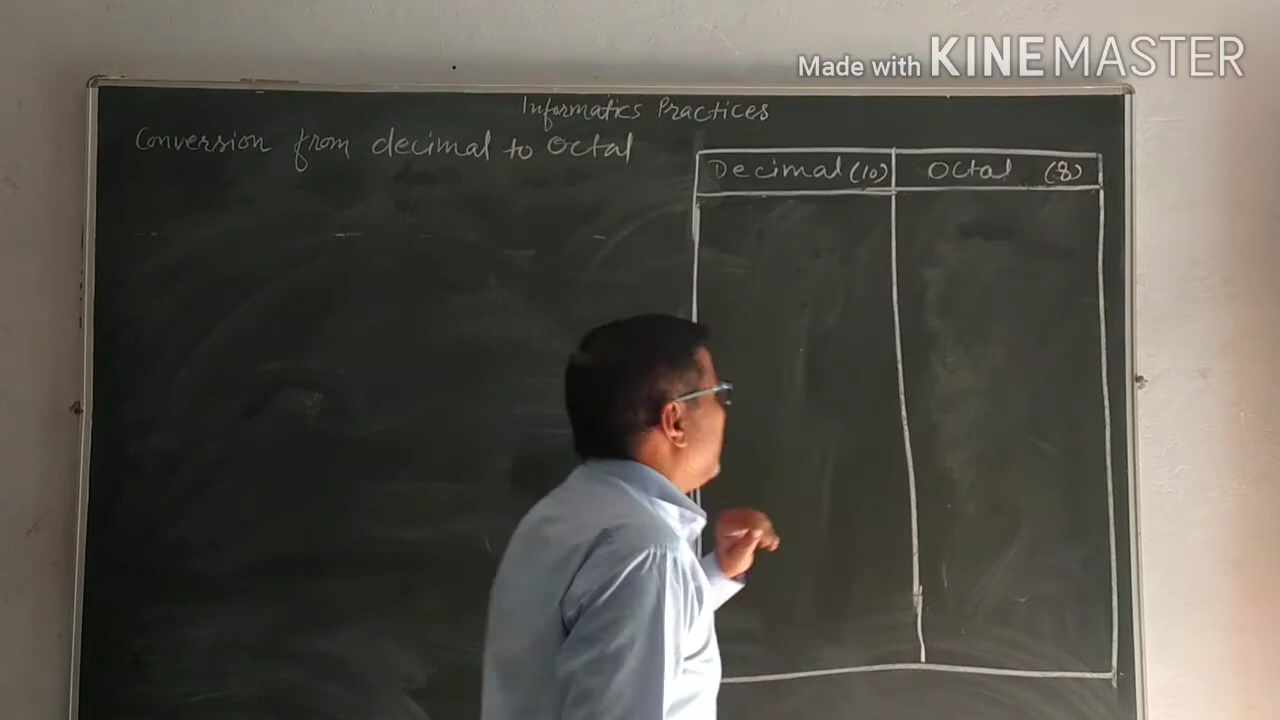 Made with KINEMASTER
Informatics Practices
Conversion from decimal to Octal
Decimal (10) Octal (8)